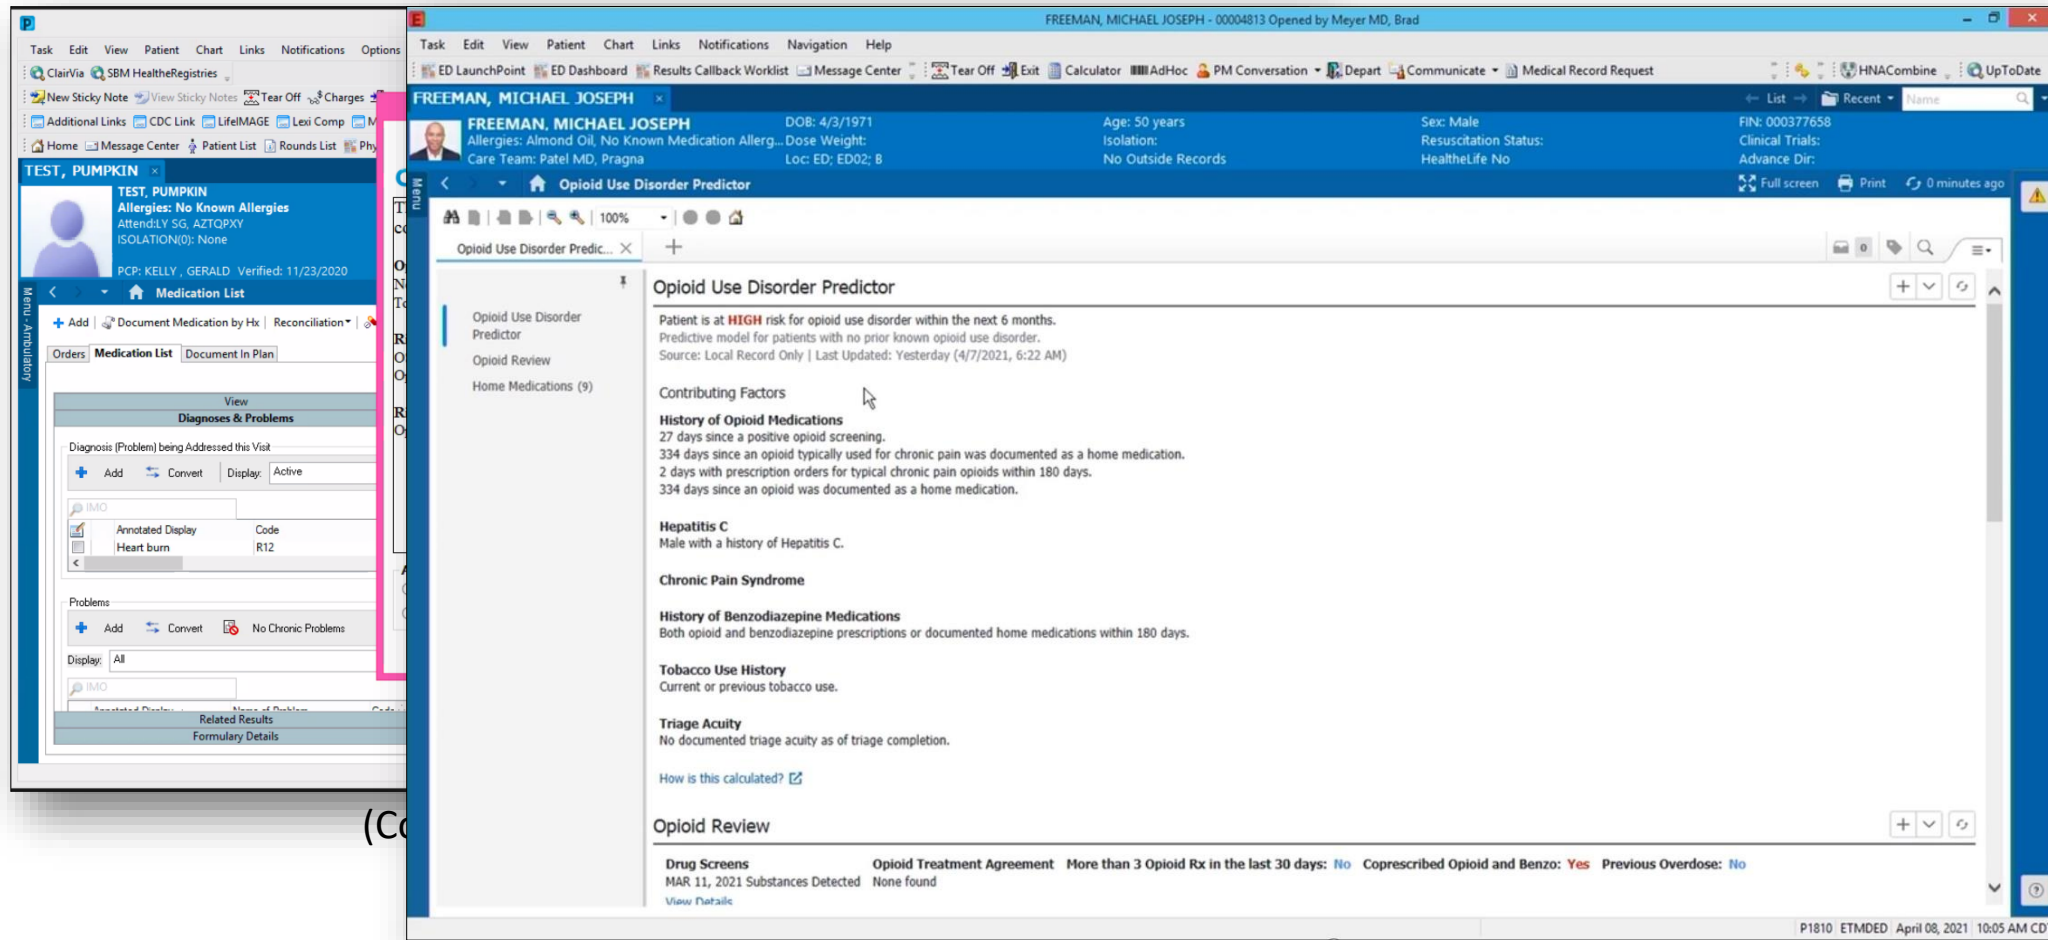 P
Task Edit View Patient Chart Links Notifications Options
ClairVia SBM HealtheRegistries
New Sticky Note View Sticky Notes Tear Off Charges
Additional Links CDC Link LifeIMAGE Lexi Comp M
Home Message Center Patient List Rounds List Phy
TEST, PUMPKIN ×
TEST, PUMPKIN
Allergies: No Known Allergies
Attend:LY SG, AZTQPXY
ISOLATION(0): None
PCP: KELLY , GERALD Verified: 11/23/2020
Menu - Ambulatory
Medication List
Add Document Medication by Hx Reconciliation
Orders Medication List Document In Plan
View
Diagnoses & Problems
Diagnosis (Problem) being Addressed this Visit
Add Convert Display: Active
IMO
Annotated Display Code
Heart burn R12
Problems
Add Convert No Chronic Problems
Display: All
IMO
Related Results
Formulary Details
(Co
E FREEMAN, MICHAEL JOSEPH - 00004813 Opened by Meyer MD, Brad
Task Edit View Patient Chart Links Notifications Navigation Help
ED LaunchPoint ED Dashboard Results Callback Worklist Message Center Tear Off Exit Calculator AdHoc PM Conversation Depart Communicate Medical Record Request HNACombine UpToDate
FREEMAN, MICHAEL JOSEPH × List Recent Name
FREEMAN, MICHAEL JOSEPH DOB: 4/3/1971 Age: 50 years Sex: Male FIN: 000377658
Allergies: Almond Oil, No Known Medication Allerg... Dose Weight: Isolation: Resuscitation Status: Clinical Trials:
Care Team: Patel MD, Pragna Loc: ED; ED02; B No Outside Records HealtheLife No Advance Dir:
Menu
Opioid Use Disorder Predictor Full screen Print 0 minutes ago
100%
Opioid Use Disorder Predic... × + 0
Opioid Use Disorder Predictor
Opioid Review
Home Medications (9)
Opioid Use Disorder Predictor
Patient is at HIGH risk for opioid use disorder within the next 6 months.
Predictive model for patients with no prior known opioid use disorder.
Source: Local Record Only | Last Updated: Yesterday (4/7/2021, 6:22 AM)
Contributing Factors
History of Opioid Medications
27 days since a positive opioid screening.
334 days since an opioid typically used for chronic pain was documented as a home medication.
2 days with prescription orders for typical chronic pain opioids within 180 days.
334 days since an opioid was documented as a home medication.
Hepatitis C
Male with a history of Hepatitis C.
Chronic Pain Syndrome
History of Benzodiazepine Medications
Both opioid and benzodiazepine prescriptions or documented home medications within 180 days.
Tobacco Use History
Current or previous tobacco use.
Triage Acuity
No documented triage acuity as of triage completion.
How is this calculated?
Opioid Review
Drug Screens Opioid Treatment Agreement More than 3 Opioid Rx in the last 30 days: No Coprescribed Opioid and Benzo: Yes Previous Overdose: No
MAR 11, 2021 Substances Detected None found
View Details
P1810 ETMDED April 08, 2021 10:05 AM CD